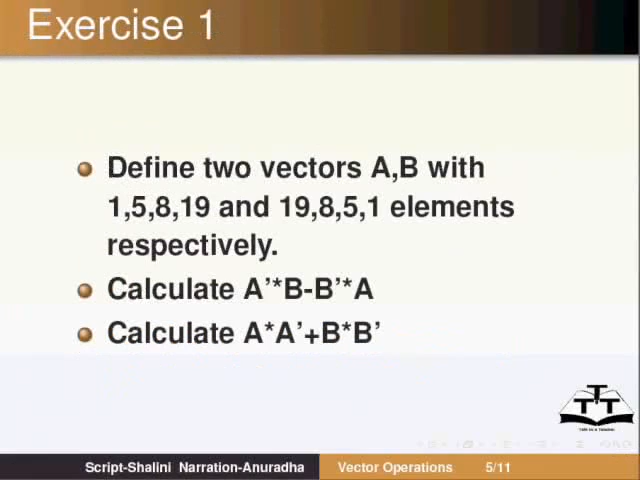 Exercise 1
Define two vectors A,B with
1,5,8,19 and 19,8,5,1 elements
respectively.
Calculate A’*B-B’*A
Calculate A*A’+B*B’
TTT
Script-Shalini Narration-Anuradha Vector Operations 5/11